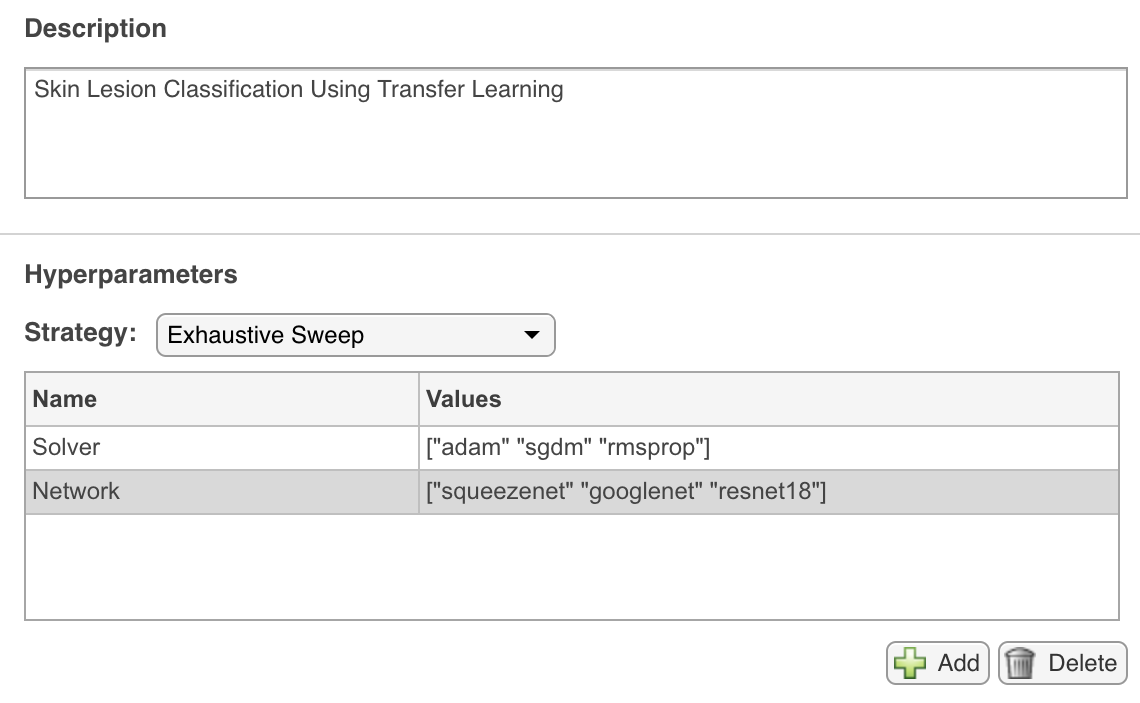 Description
Skin Lesion Classification Using Transfer Learning
Hyperparameters
Strategy: Exhaustive Sweep
Name Values
Solver ["adam" "sgdm" "rmsprop"]
Network ["squeezenet" "googlenet" "resnet18"]
Add Delete